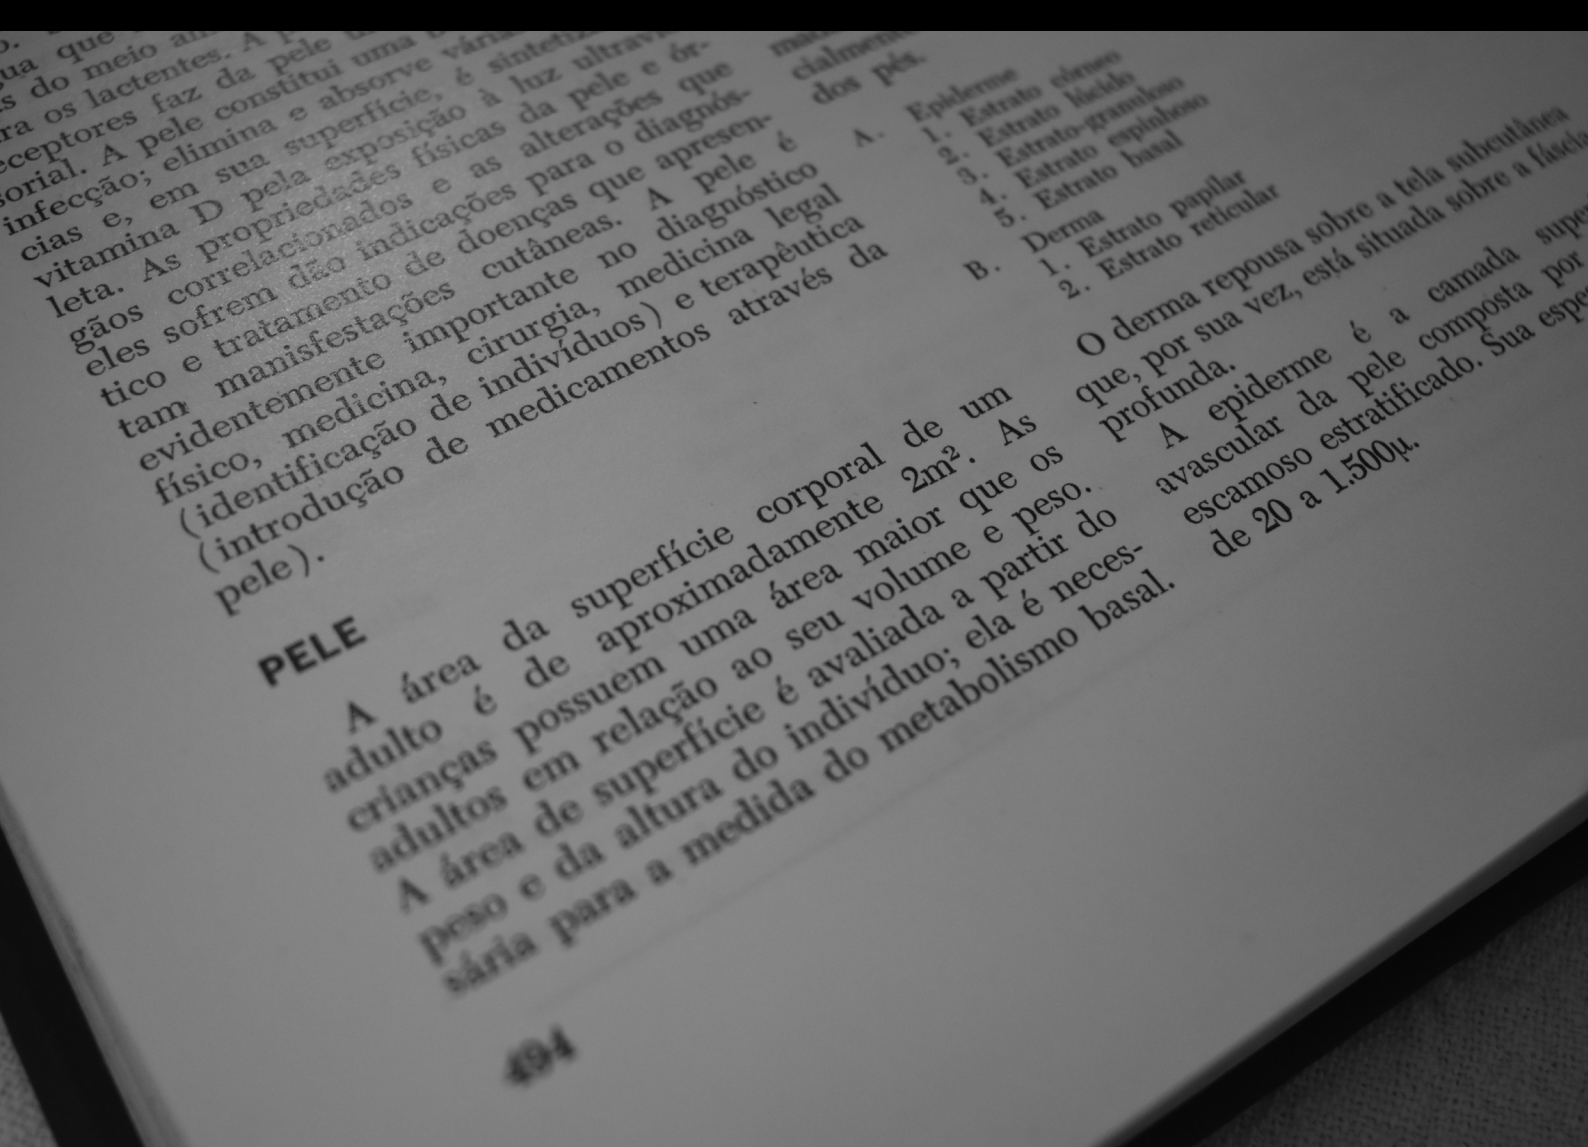 ua que
s do meio
ra os lactentes. A
eceptores faz da pele
sorial. A pele constitui uma
infecção; elimina e absorve
cias e, em sua superfície, é
vitamina D pela exposição à luz
leta. As propriedades físicas da pele e ór-
gãos correlacionados e as alterações que
eles sofrem dão indicações para o diagnós-
tico e tratamento de doenças que apresen-
tam manisfestações cutâneas. A pele é
evidentemente importante no diagnóstico
físico, medicina, cirurgia, medicina legal
(identificação de indivíduos) e terapêutica
(introdução de medicamentos através da
pele).
PELE
A área da superfície corporal de um
adulto é de aproximadamente 2m². As
crianças possuem uma área maior que os
adultos em relação ao seu volume e peso.
A área de superfície é avaliada a partir do
peso e da altura do indivíduo; ela é neces-
sária para a medida do metabolismo basal.
494
cialmente
dos pés.
A. Epiderme
1. Estrato córneo
2. Estrato lúcido
3. Estrato-granuloso
4. Estrato espinhoso
5. Estrato basal
B. Derma
1. Estrato papilar
2. Estrato reticular
O derma repousa sobre a tela subcutânea
que, por sua vez, está situada sobre a fáscia
profunda.
A epiderme é a camada
avascular da pele composta por
escamoso estratificado. Sua
de 20 a 1.500µ.